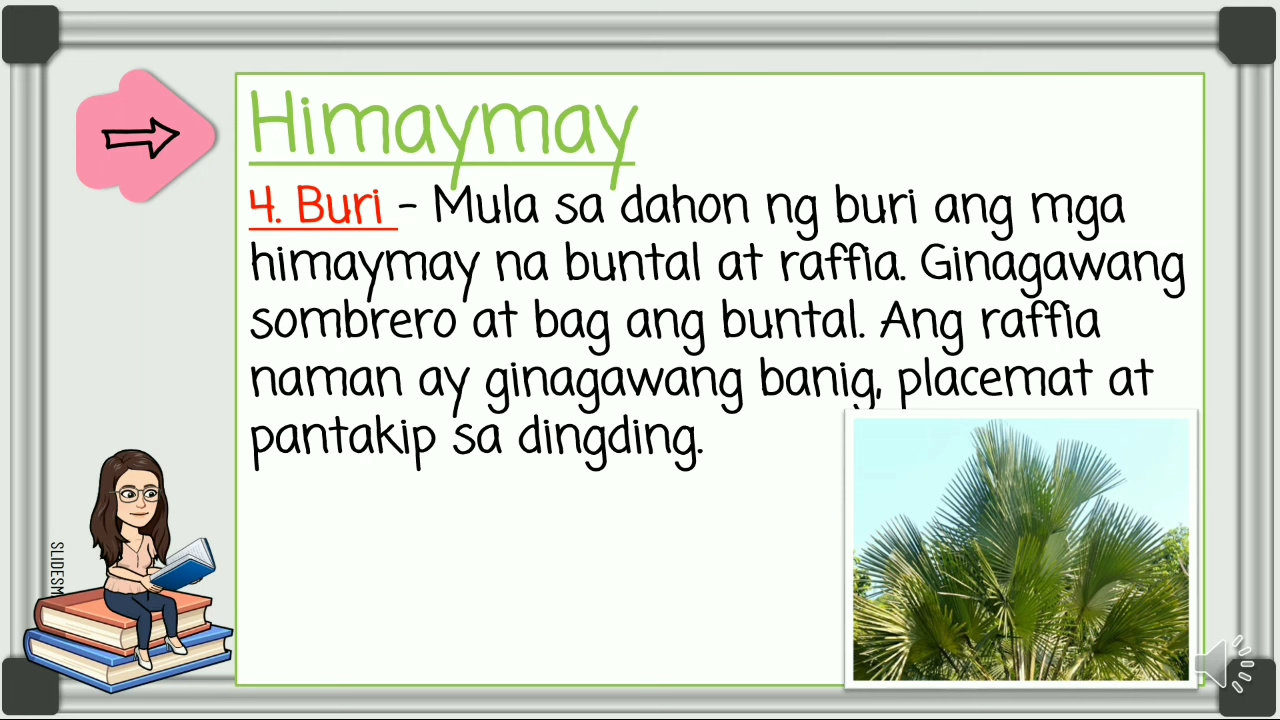 Himaymay
4. Buri - Mula sa dahon ng buri ang mga
himaymay na buntal at raffia. Ginagawang
sombrero at bag ang buntal. Ang raffia
naman ay ginagawang banig, placemat at
pantakip sa dingding.
SLIDESM